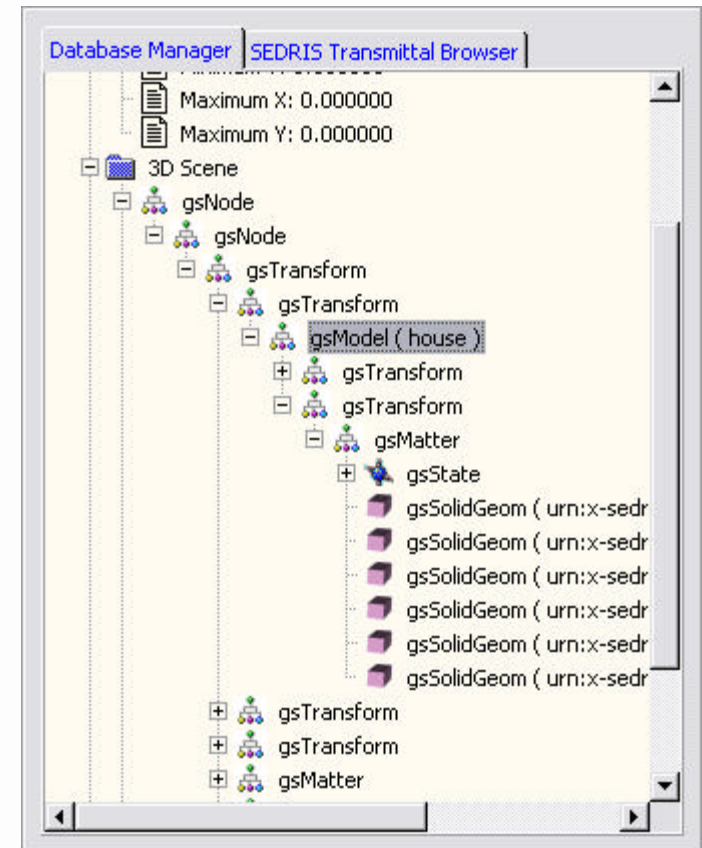 Database Manager SEDRIS Transmittal Browser
Maximum X: 0.000000
Maximum Y: 0.000000
3D Scene
gsNode
gsNode
gsTransform
gsTransform
gsModel ( house )
gsTransform
gsTransform
gsMatter
gsState
gsSolidGeom ( urn:x-sedr
gsSolidGeom ( urn:x-sedr
gsSolidGeom ( urn:x-sedr
gsSolidGeom ( urn:x-sedr
gsSolidGeom ( urn:x-sedr
gsSolidGeom ( urn:x-sedr
gsTransform
gsTransform
gsMatter